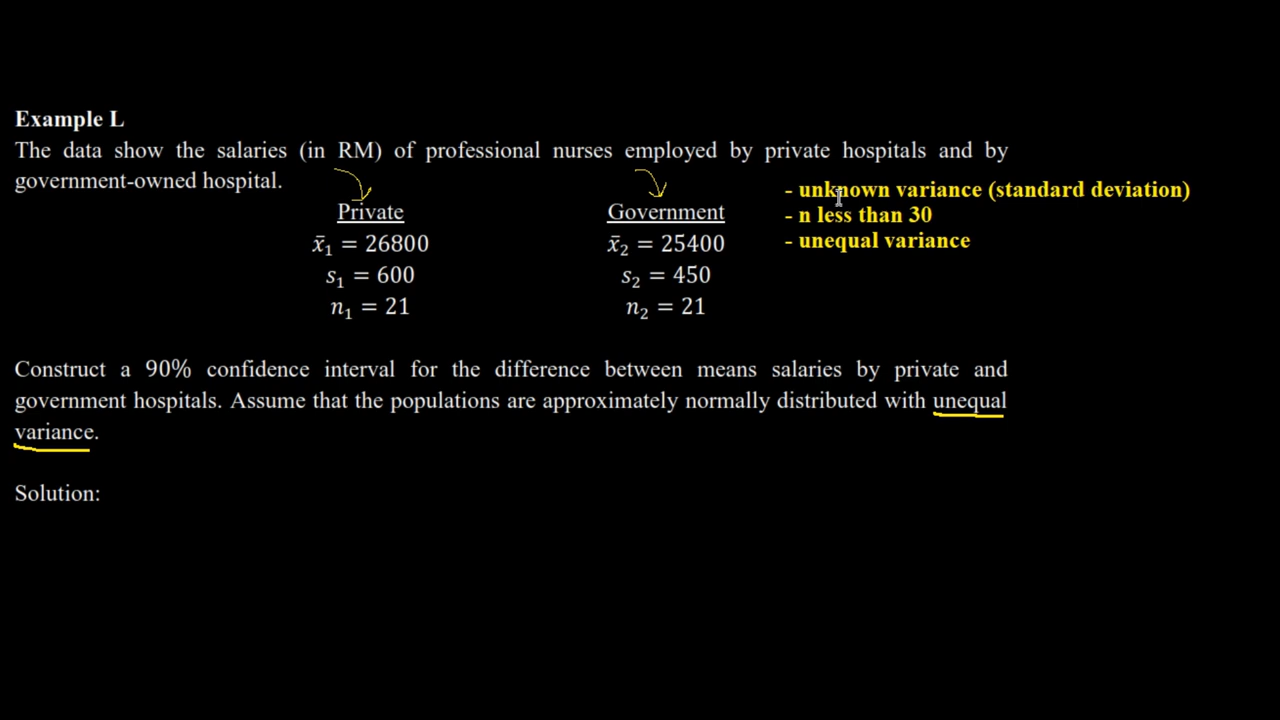 Example L
The data show the salaries (in RM) of professional nurses employed by private hospitals and by
government-owned hospital.
Private
Government
x̄₁ = 26800
x̄₂ = 25400
s₁ = 600
s₂ = 450
n₁ = 21
n₂ = 21
- unknown variance (standard deviation)
- n less than 30
- unequal variance
Construct a 90% confidence interval for the difference between means salaries by private and
government hospitals. Assume that the populations are approximately normally distributed with unequal
variance.
Solution: